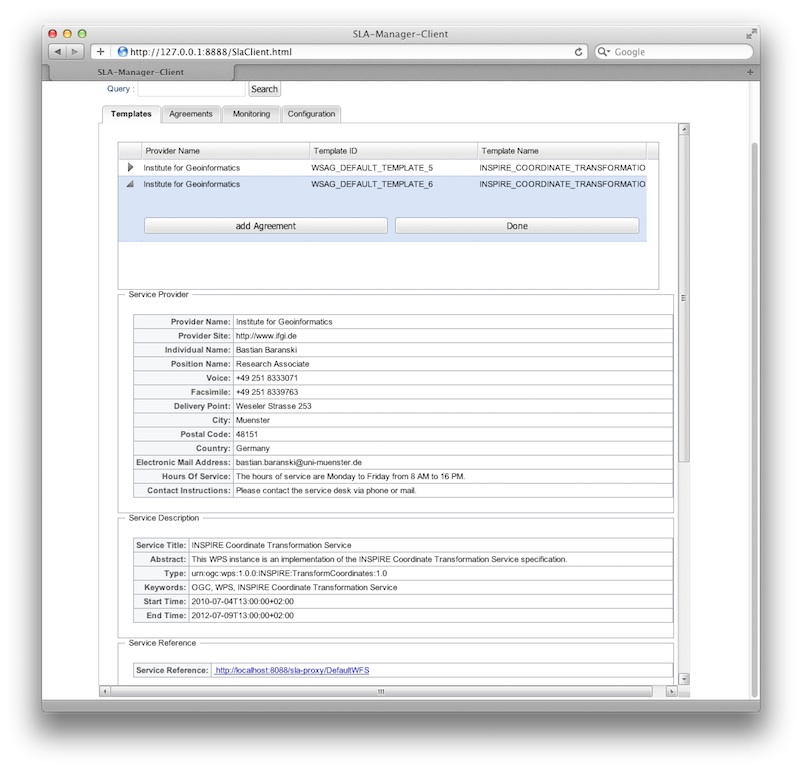 SLA-Manager-Client
http://127.0.0.1:8888/SlaClient.html
Google
SLA-Manager-Client
Query :
Search
Templates Agreements Monitoring Configuration
Provider Name Template ID Template Name
Institute for Geoinformatics WSAG_DEFAULT_TEMPLATE_5 INSPIRE_COORDINATE_TRANSFORMATIO
Institute for Geoinformatics WSAG_DEFAULT_TEMPLATE_6 INSPIRE_COORDINATE_TRANSFORMATIO
add Agreement Done
Service Provider
Provider Name: Institute for Geoinformatics
Provider Site: http://www.ifgi.de
Individual Name: Bastian Baranski
Position Name: Research Associate
Voice: +49 251 8333071
Facsimile: +49 251 8339763
Delivery Point: Weseler Strasse 253
City: Muenster
Postal Code: 48151
Country: Germany
Electronic Mail Address: bastian.baranski@uni-muenster.de
Hours Of Service: The hours of service are Monday to Friday from 8 AM to 16 PM.
Contact Instructions: Please contact the service desk via phone or mail.
Service Description
Service Title: INSPIRE Coordinate Transformation Service
Abstract: This WPS instance is an implementation of the INSPIRE Coordinate Transformation Service specification.
Type: urn:ogc:wps:1.0.0:INSPIRE:TransformCoordinates:1.0
Keywords: OGC, WPS, INSPIRE Coordinate Transformation Service
Start Time: 2010-07-04T13:00:00+02:00
End Time: 2012-07-09T13:00:00+02:00
Service Reference
Service Reference: http://localhost:8088/sla-proxy/DefaultWFS